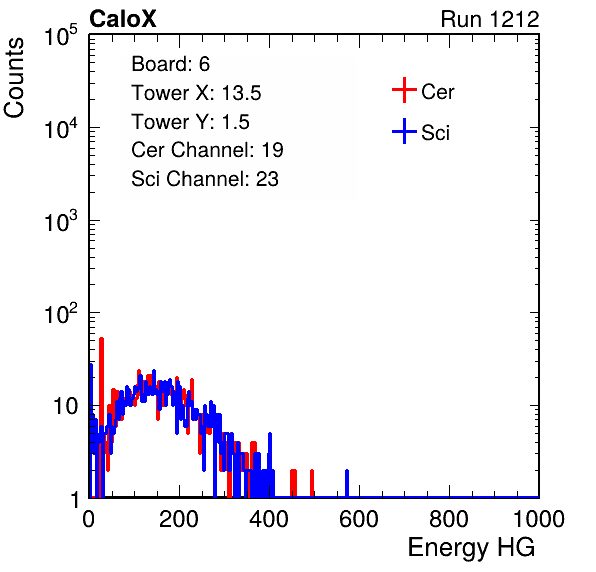 CaloX Run 1212
10^5
Counts
Board: 6
Tower X: 13.5
Tower Y: 1.5
Cer Channel: 19
Sci Channel: 23
Cer
Sci
10^4
10^3
10^2
10
1
0 200 400 600 800 1000
Energy HG